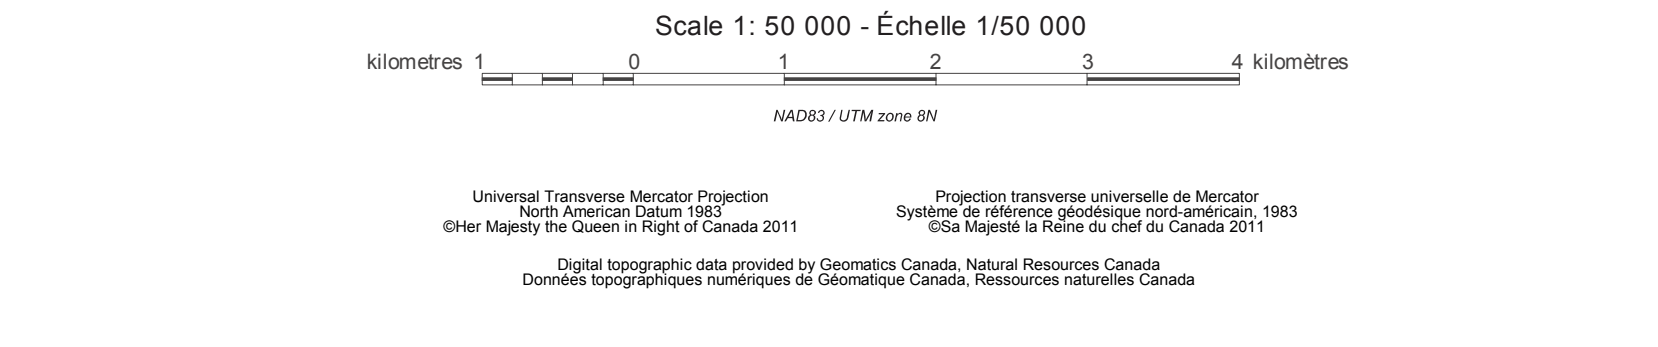 Scale 1: 50 000 - Échelle 1/50 000
kilometres 1 0 1 2 3 4 kilomètres
NAD83 / UTM zone 8N
Universal Transverse Mercator Projection
North American Datum 1983
©Her Majesty the Queen in Right of Canada 2011
Projection transverse universelle de Mercator
Système de référence géodésique nord-américain, 1983
©Sa Majesté la Reine du chef du Canada 2011
Digital topographic data provided by Geomatics Canada, Natural Resources Canada
Données topographiques numériques de Géomatique Canada, Ressources naturelles Canada